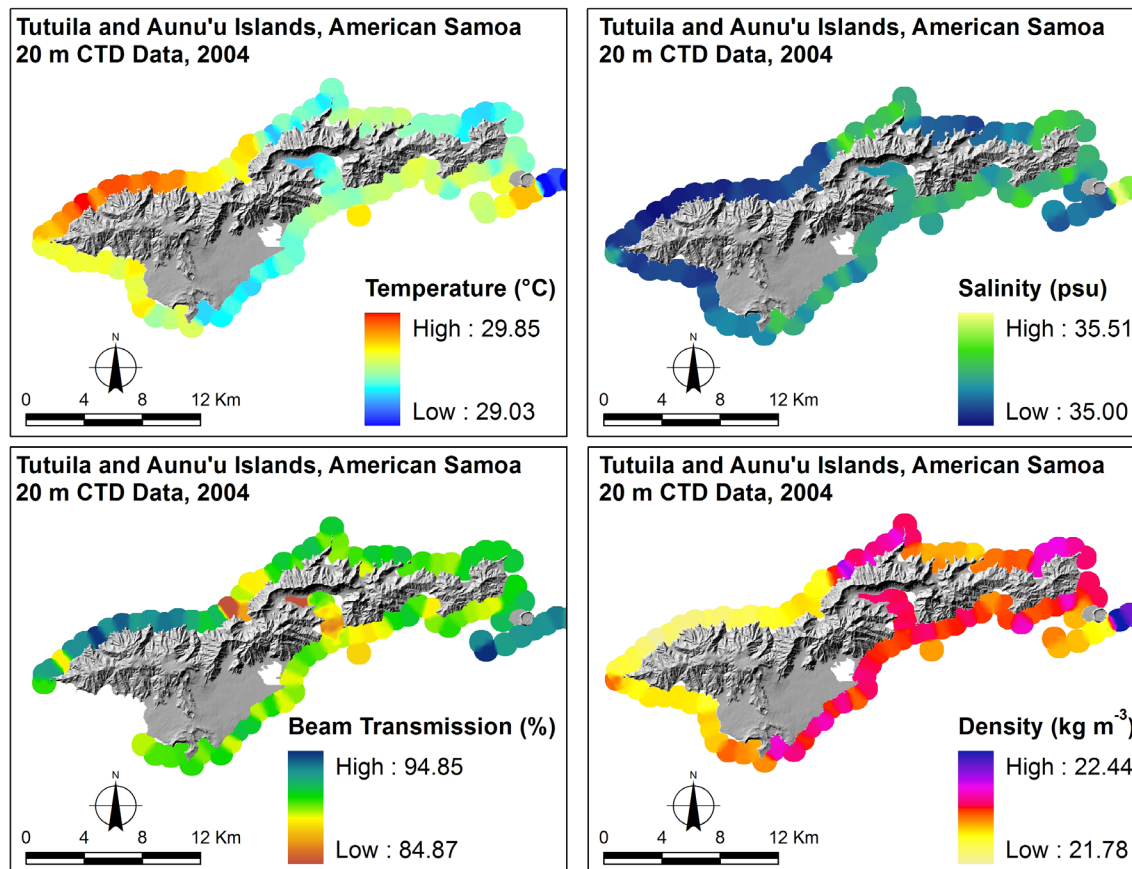 Tutuila and Aunu'u Islands, American Samoa
20 m CTD Data, 2004
Temperature (°C)
High : 29.85
Low : 29.03
N
0 4 8 12 Km
Tutuila and Aunu'u Islands, American Samoa
20 m CTD Data, 2004
Salinity (psu)
High : 35.51
Low : 35.00
N
0 4 8 12 Km
Tutuila and Aunu'u Islands, American Samoa
20 m CTD Data, 2004
Beam Transmission (%)
High : 94.85
Low : 84.87
N
0 4 8 12 Km
Tutuila and Aunu'u Islands, American Samoa
20 m CTD Data, 2004
Density (kg m⁻³)
High : 22.44
Low : 21.78
N
0 4 8 12 Km